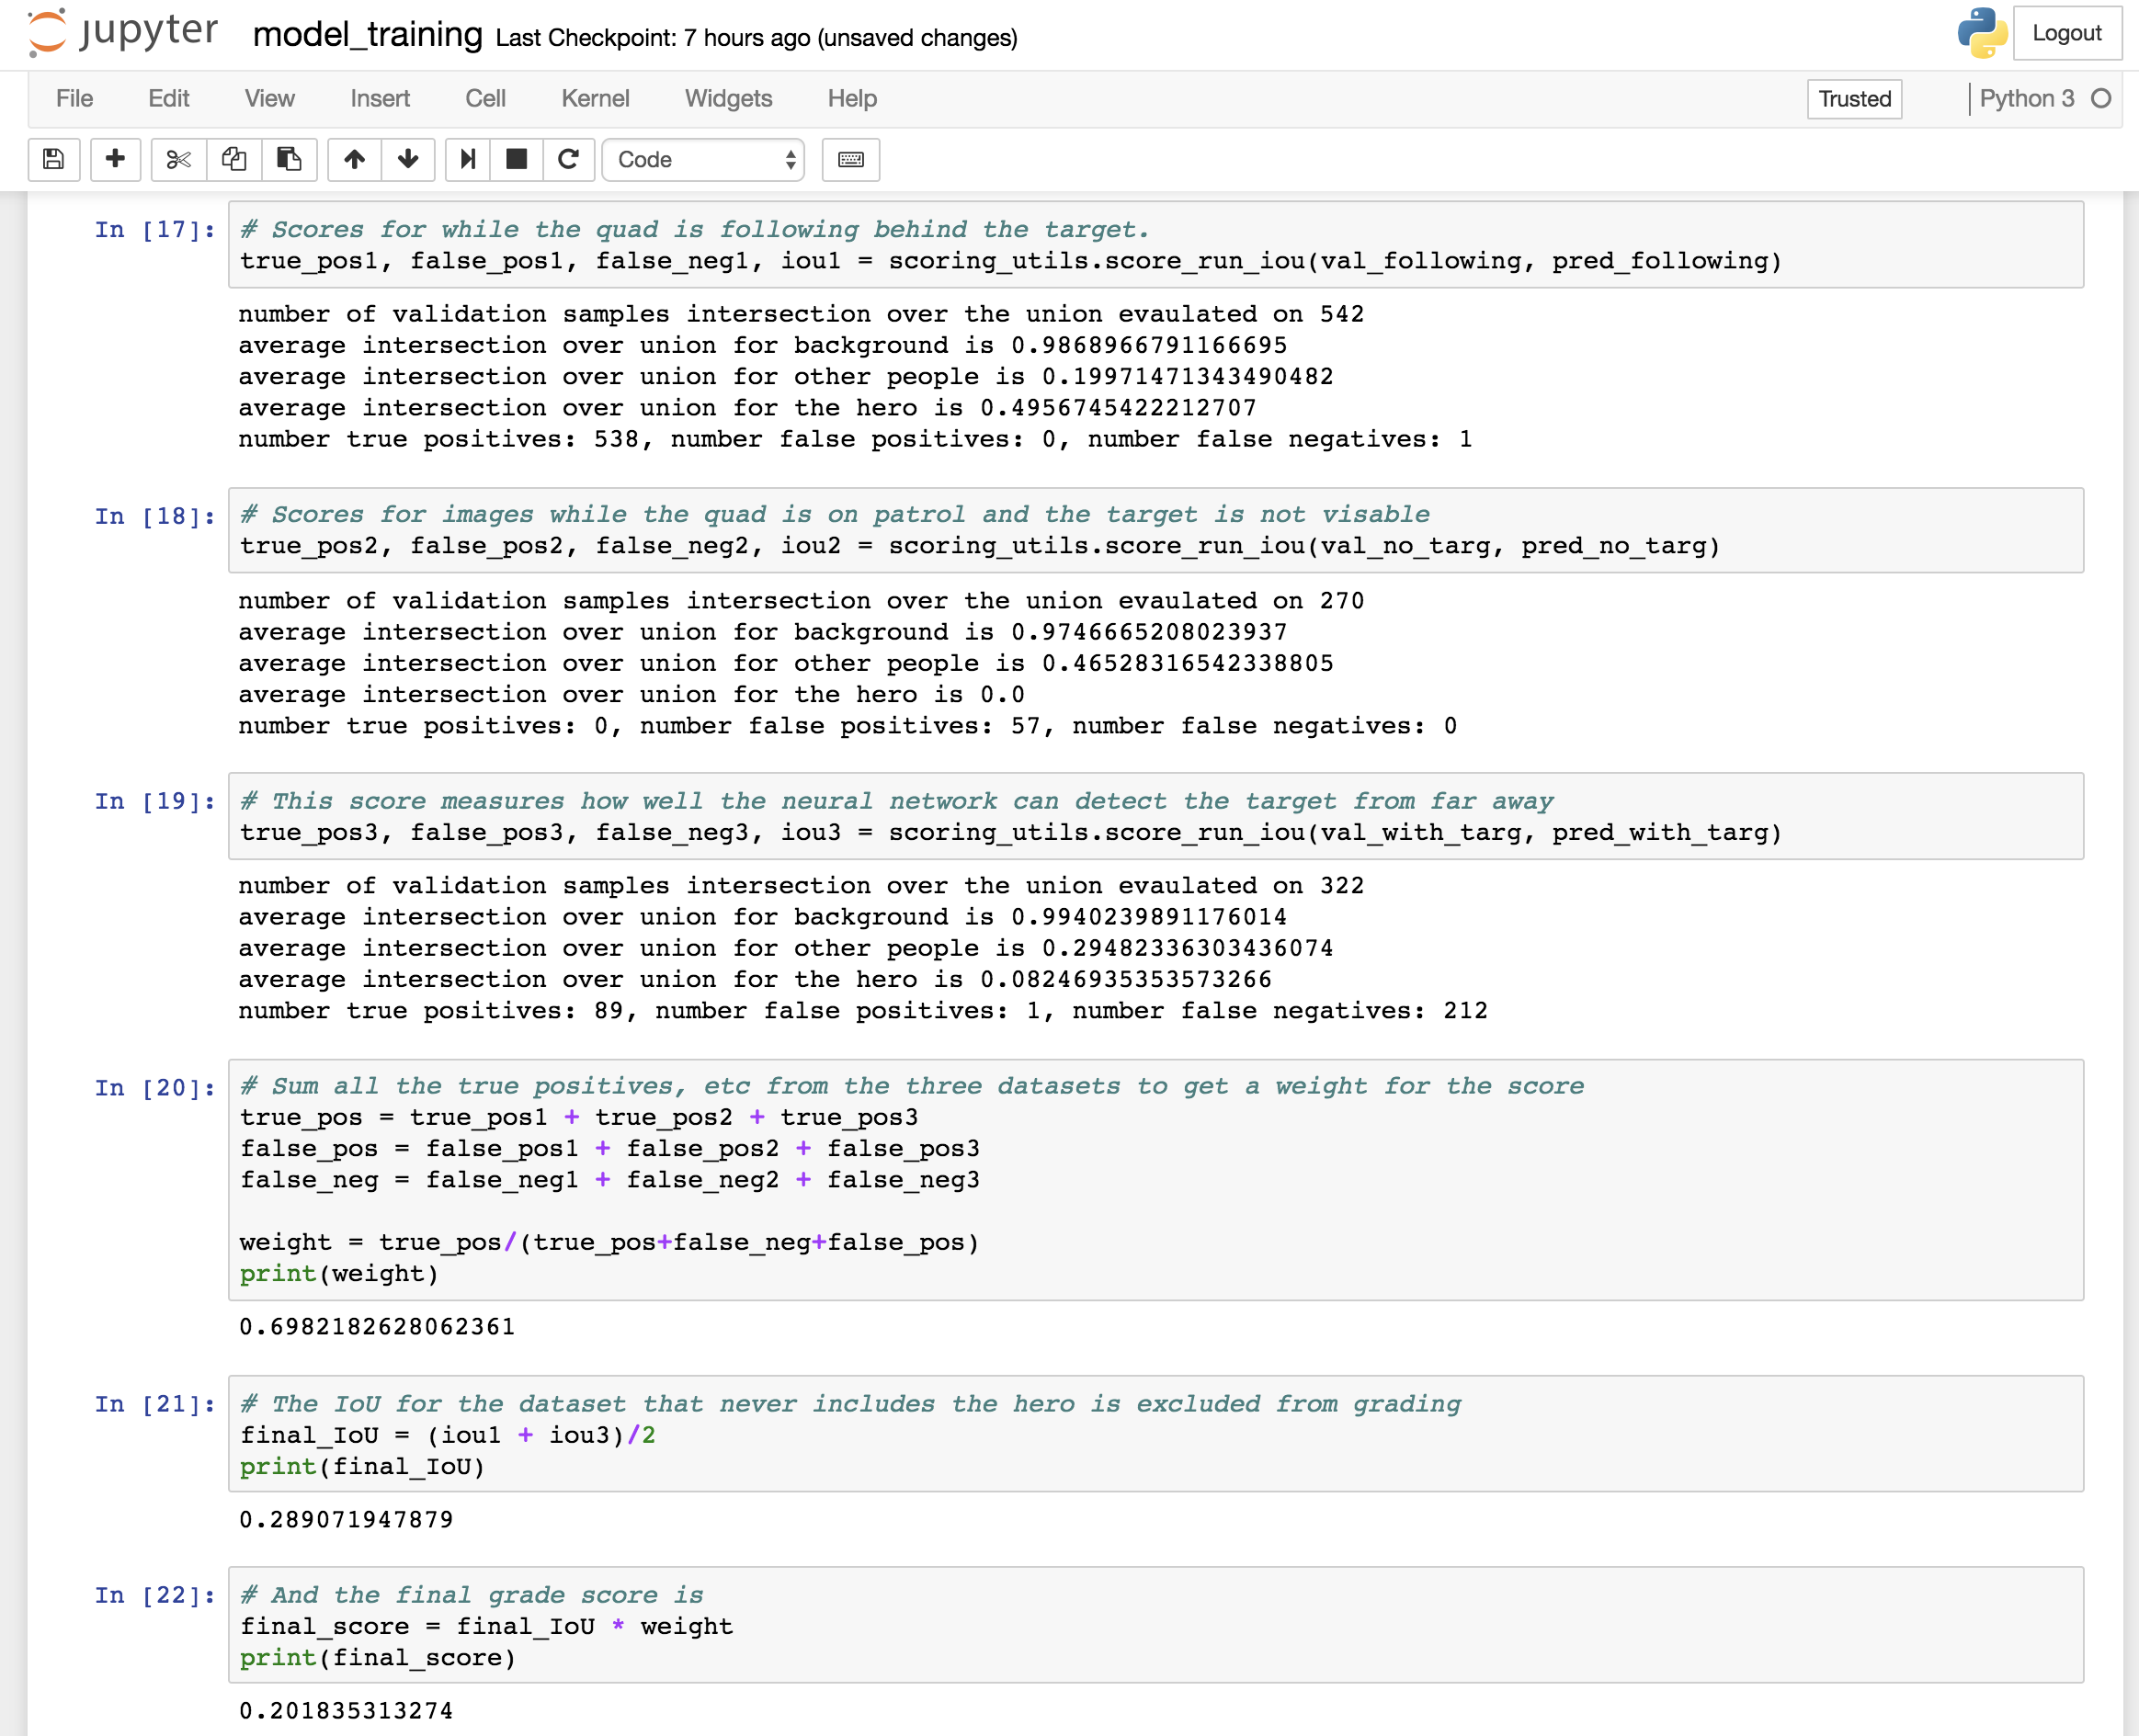 jupyter model_training Last Checkpoint: 7 hours ago (unsaved changes) Logout
File Edit View Insert Cell Kernel Widgets Help Trusted Python 3
Code
In [17]: # Scores for while the quad is following behind the target.
true_pos1, false_pos1, false_neg1, iou1 = scoring_utils.score_run_iou(val_following, pred_following)
number of validation samples intersection over the union evaulated on 542
average intersection over union for background is 0.9868966791166695
average intersection over union for other people is 0.19971471343490482
average intersection over union for the hero is 0.4956745422212707
number true positives: 538, number false positives: 0, number false negatives: 1
In [18]: # Scores for images while the quad is on patrol and the target is not visable
true_pos2, false_pos2, false_neg2, iou2 = scoring_utils.score_run_iou(val_no_targ, pred_no_targ)
number of validation samples intersection over the union evaulated on 270
average intersection over union for background is 0.9746665208023937
average intersection over union for other people is 0.46528316542338805
average intersection over union for the hero is 0.0
number true positives: 0, number false positives: 57, number false negatives: 0
In [19]: # This score measures how well the neural network can detect the target from far away
true_pos3, false_pos3, false_neg3, iou3 = scoring_utils.score_run_iou(val_with_targ, pred_with_targ)
number of validation samples intersection over the union evaulated on 322
average intersection over union for background is 0.9940239891176014
average intersection over union for other people is 0.29482336303436074
average intersection over union for the hero is 0.08246935353573266
number true positives: 89, number false positives: 1, number false negatives: 212
In [20]: # Sum all the true positives, etc from the three datasets to get a weight for the score
true_pos = true_pos1 + true_pos2 + true_pos3
false_pos = false_pos1 + false_pos2 + false_pos3
false_neg = false_neg1 + false_neg2 + false_neg3
weight = true_pos/(true_pos+false_neg+false_pos)
print(weight)
0.6982182628062361
In [21]: # The IoU for the dataset that never includes the hero is excluded from grading
final_IoU = (iou1 + iou3)/2
print(final_IoU)
0.289071947879
In [22]: # And the final grade score is
final_score = final_IoU * weight
print(final_score)
0.201835313274